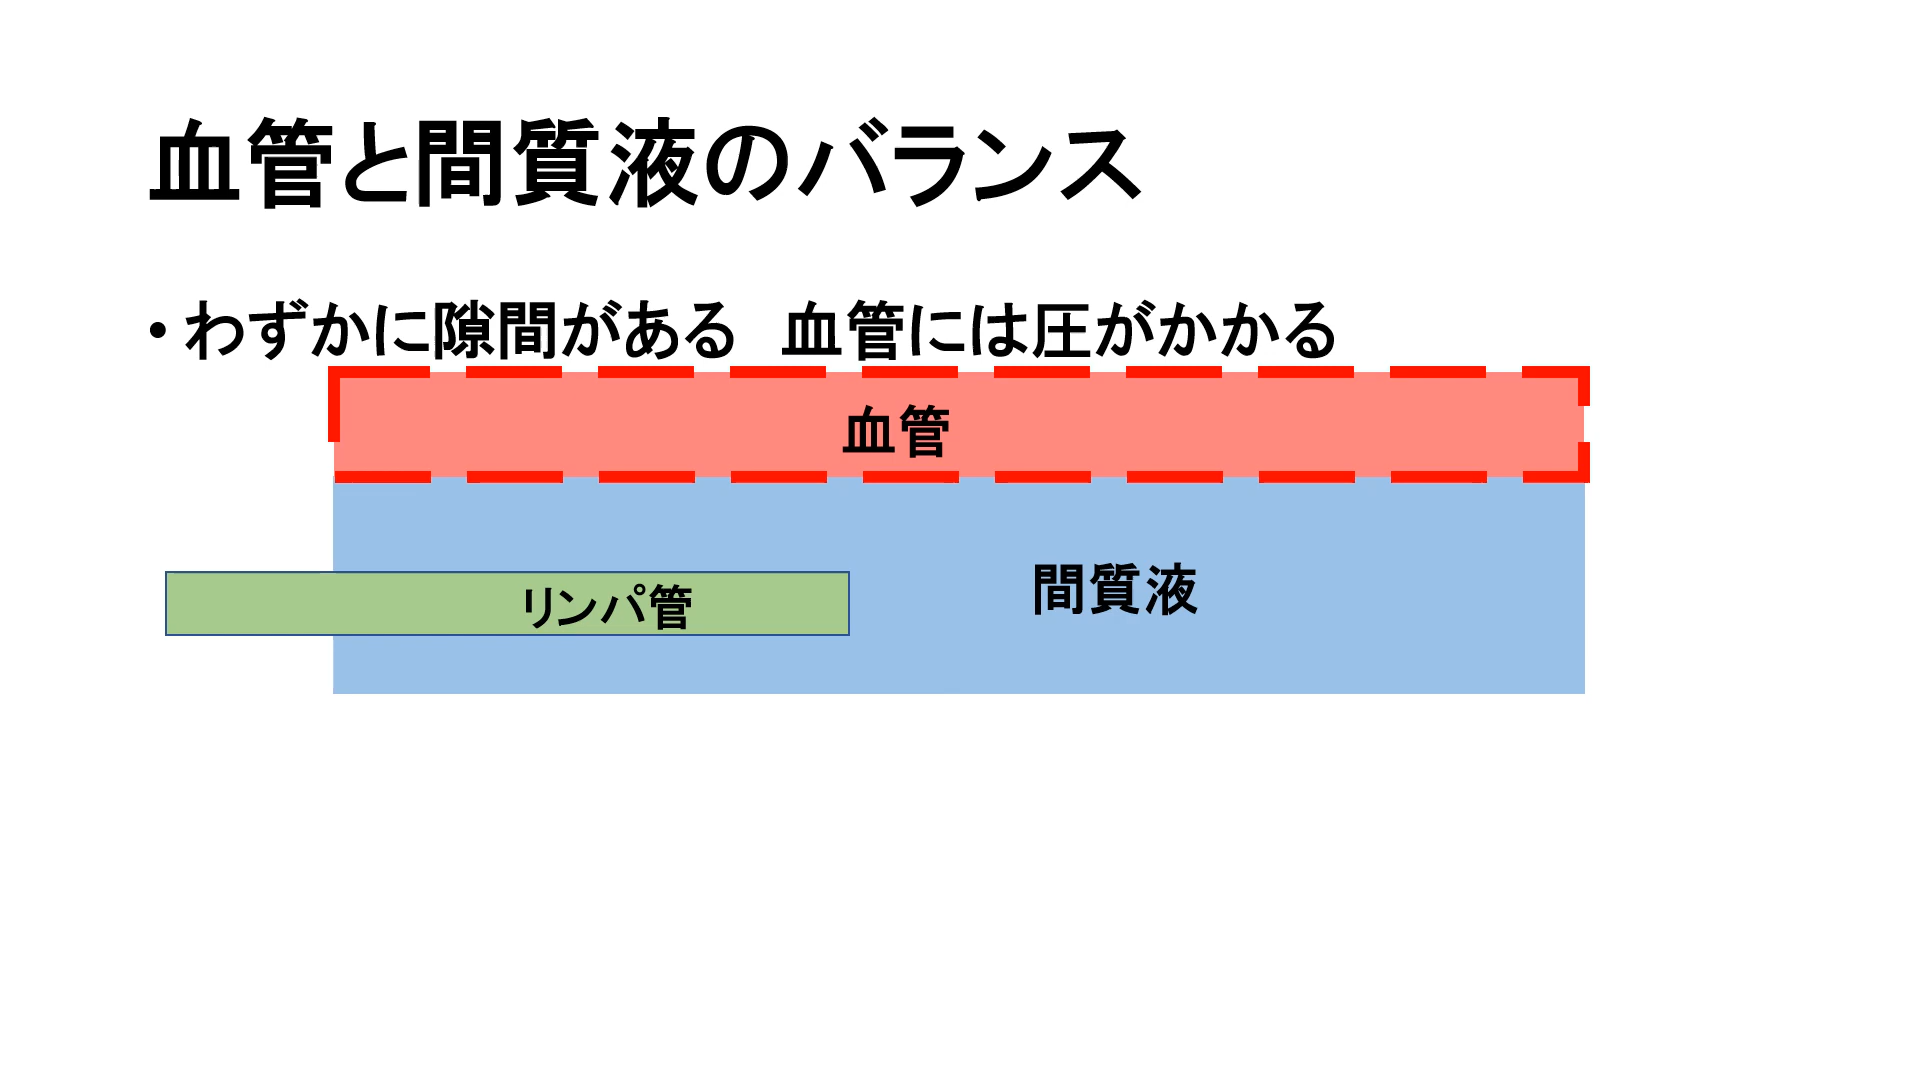 血管と間質液のバランス
• わずかに隙間がある　血管には圧がかかる
血管
間質液
リンパ管